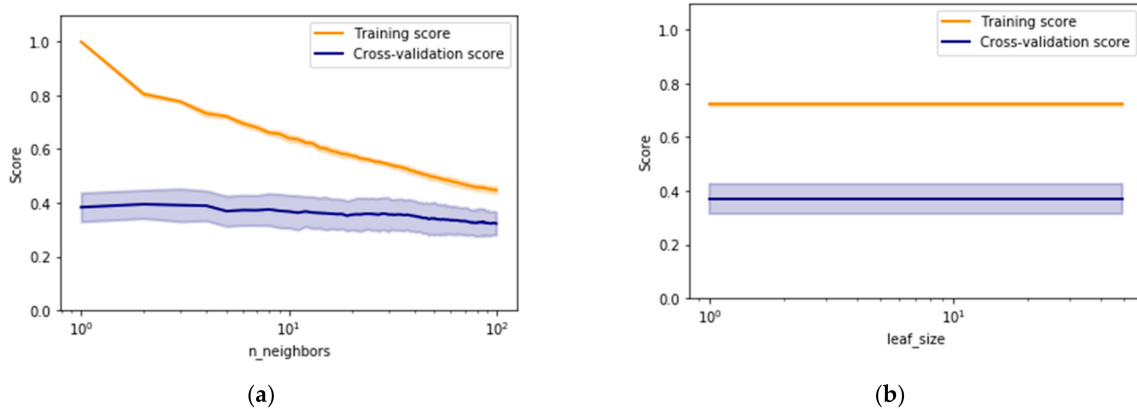 Training score
Cross-validation score
1.0
0.8
0.6
0.4
0.2
0.0
Score
10⁰
10¹
10²
n_neighbors
(a)
Training score
Cross-validation score
1.0
0.8
0.6
0.4
0.2
0.0
Score
10⁰
10¹
leaf_size
(b)